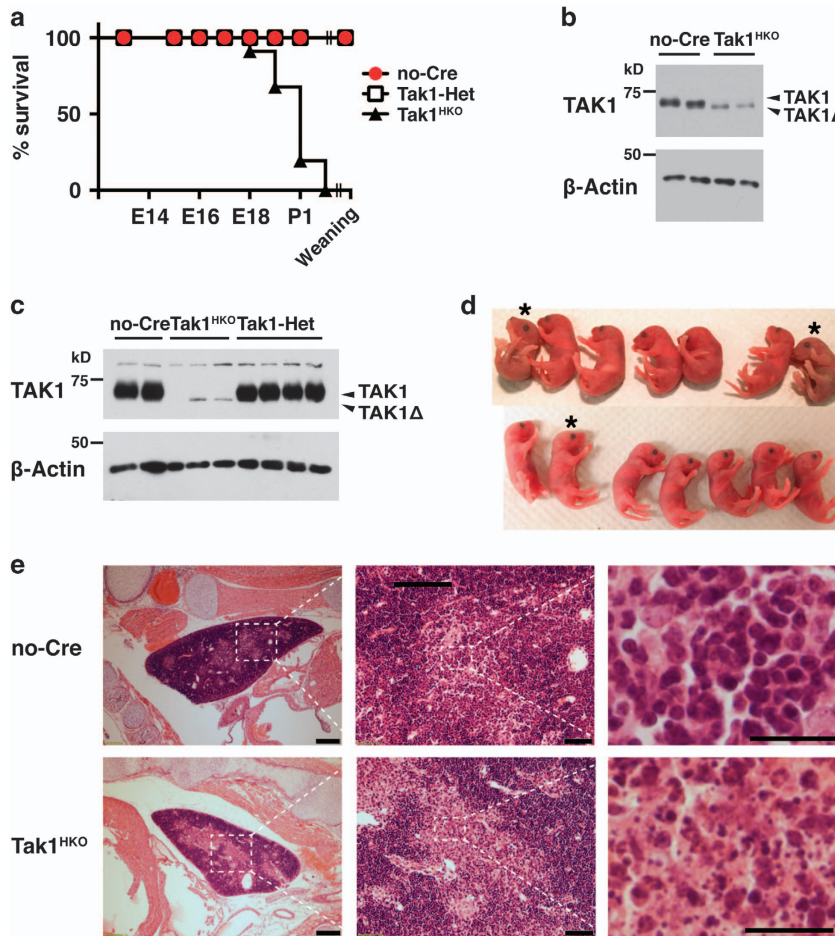 a
100
50
0
% survival
E14 E16 E18 P1 Weaning
no-Cre
Tak1-Het
Tak1HKO
b
no-Cre Tak1HKO
kD
75
TAK1
TAK1
TAK1Δ
50
β-Actin
c
no-Cre Tak1HKO Tak1-Het
kD
75
TAK1
TAK1
TAK1Δ
50
β-Actin
d
*
*
*
e
no-Cre
Tak1HKO